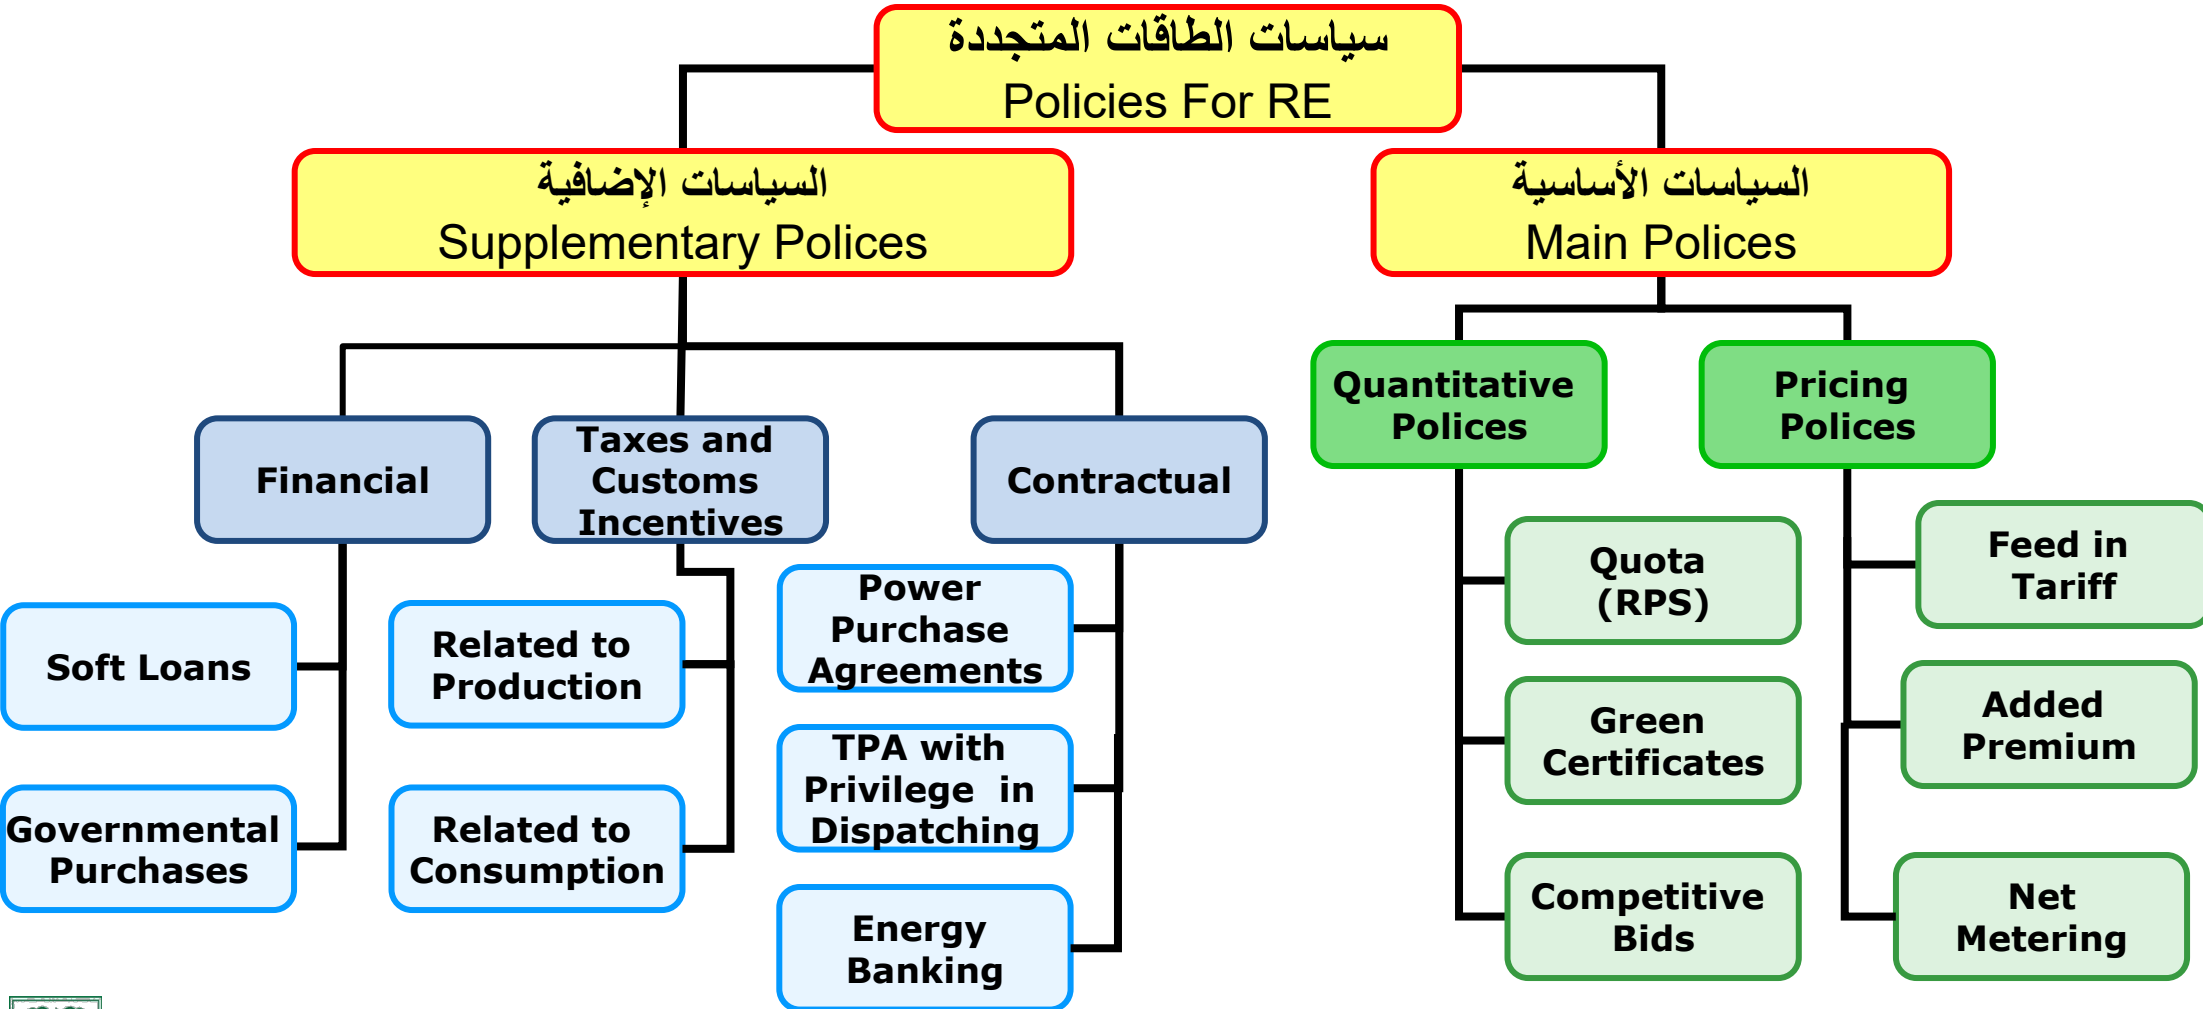 سياسات الطاقات المتجددة
Policies For RE
السياسات الإضافية
Supplementary Polices
السياسات الأساسية
Main Polices
Financial
Taxes and
Customs
Incentives
Contractual
Quantitative
Polices
Pricing
Polices
Soft Loans
Governmental
Purchases
Related to
Production
Related to
Consumption
Power
Purchase
Agreements
TPA with
Privilege in
Dispatching
Energy
Banking
Quota
(RPS)
Green
Certificates
Competitive
Bids
Feed in
Tariff
Added
Premium
Net
Metering